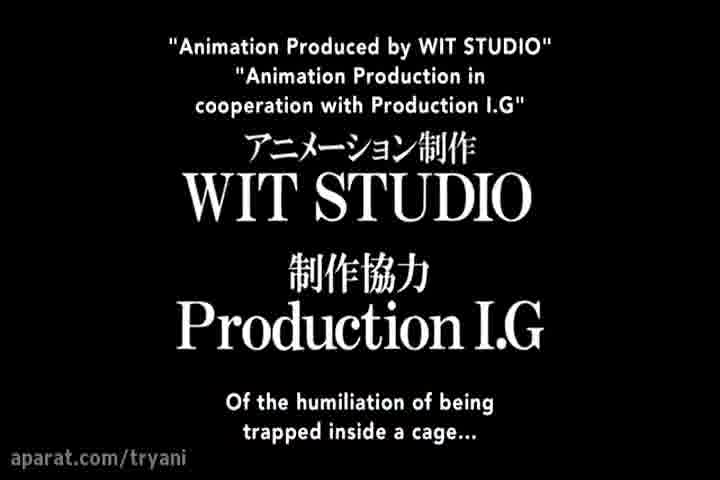 "Animation Produced by WIT STUDIO"
"Animation Production in
cooperation with Production I.G"
アニメーション制作
WIT STUDIO
制作協力
Production I.G
Of the humiliation of being
trapped inside a cage...
aparat.com/tryani